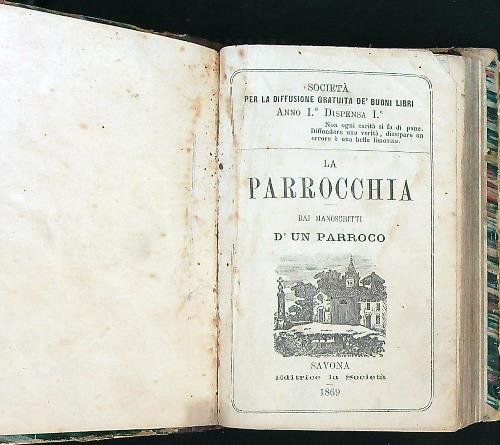 SOCIETÀ
PER LA DIFFUSIONE GRATUITA DE' BUONI LIBRI
ANNO I.° DISPENSA I.ª
Non ogni carità si fa di pane.
Diffondere una verità, dissipare un
errore è una bella limosina.
LA
PARROCCHIA
DAI MANOSCRITTI
D' UN PARROCO
SAVONA
Editrice la Società
1869